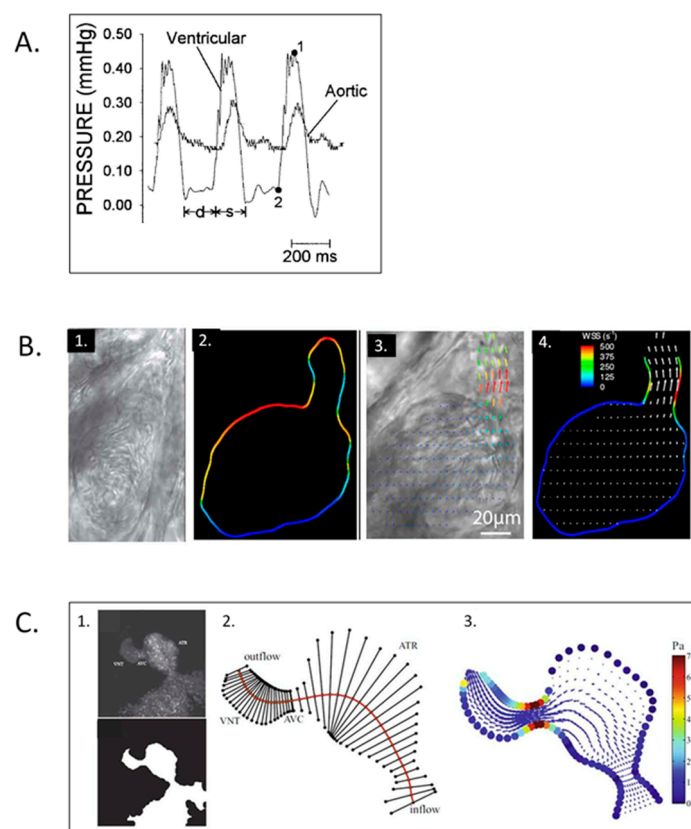 A.
PRESSURE (mmHg)
0.50
0.40
0.30
0.20
0.10
0.00
Ventricular
1
Aortic
2
d
s
200 ms
B.
1.
2.
3.
20µm
4.
WSS (s⁻¹)
500
375
250
125
0
C.
1.
VNT
AVC
ATR
2.
outflow
ATR
VNT
AVC
inflow
3.
Pa
7
6
5
4
3
2
1
0